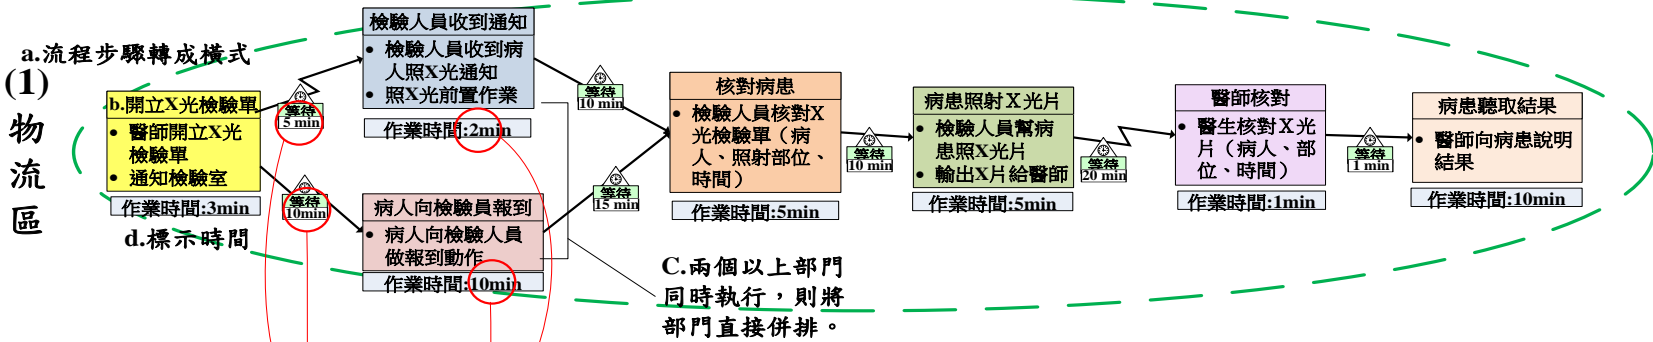 a.流程步驟轉成橫式
(1)
物
流
區
b.開立X光檢驗單
• 醫師開立X光
檢驗單
• 通知檢驗室
作業時間:3min
d.標示時間
等待
5 min
等待
10min
檢驗人員收到通知
• 檢驗人員收到病
人照X光通知
• 照X光前置作業
作業時間:2min
病人向檢驗員報到
• 病人向檢驗人員
做報到動作
作業時間:10min
等待
10 min
等待
15 min
C.兩個以上部門
同時執行，則將
部門直接併排。
核對病患
• 檢驗人員核對X
光檢驗單（病
人、照射部位、
時間）
作業時間:5min
等待
10 min
病患照射X光片
• 檢驗人員幫病
患照X光片
• 輸出X片給醫師
作業時間:5min
等待
20 min
醫師核對
• 醫生核對X光
片（病人、部
位、時間）
作業時間:1min
等待
1 min
病患聽取結果
• 醫師向病患說明
結果
作業時間:10min